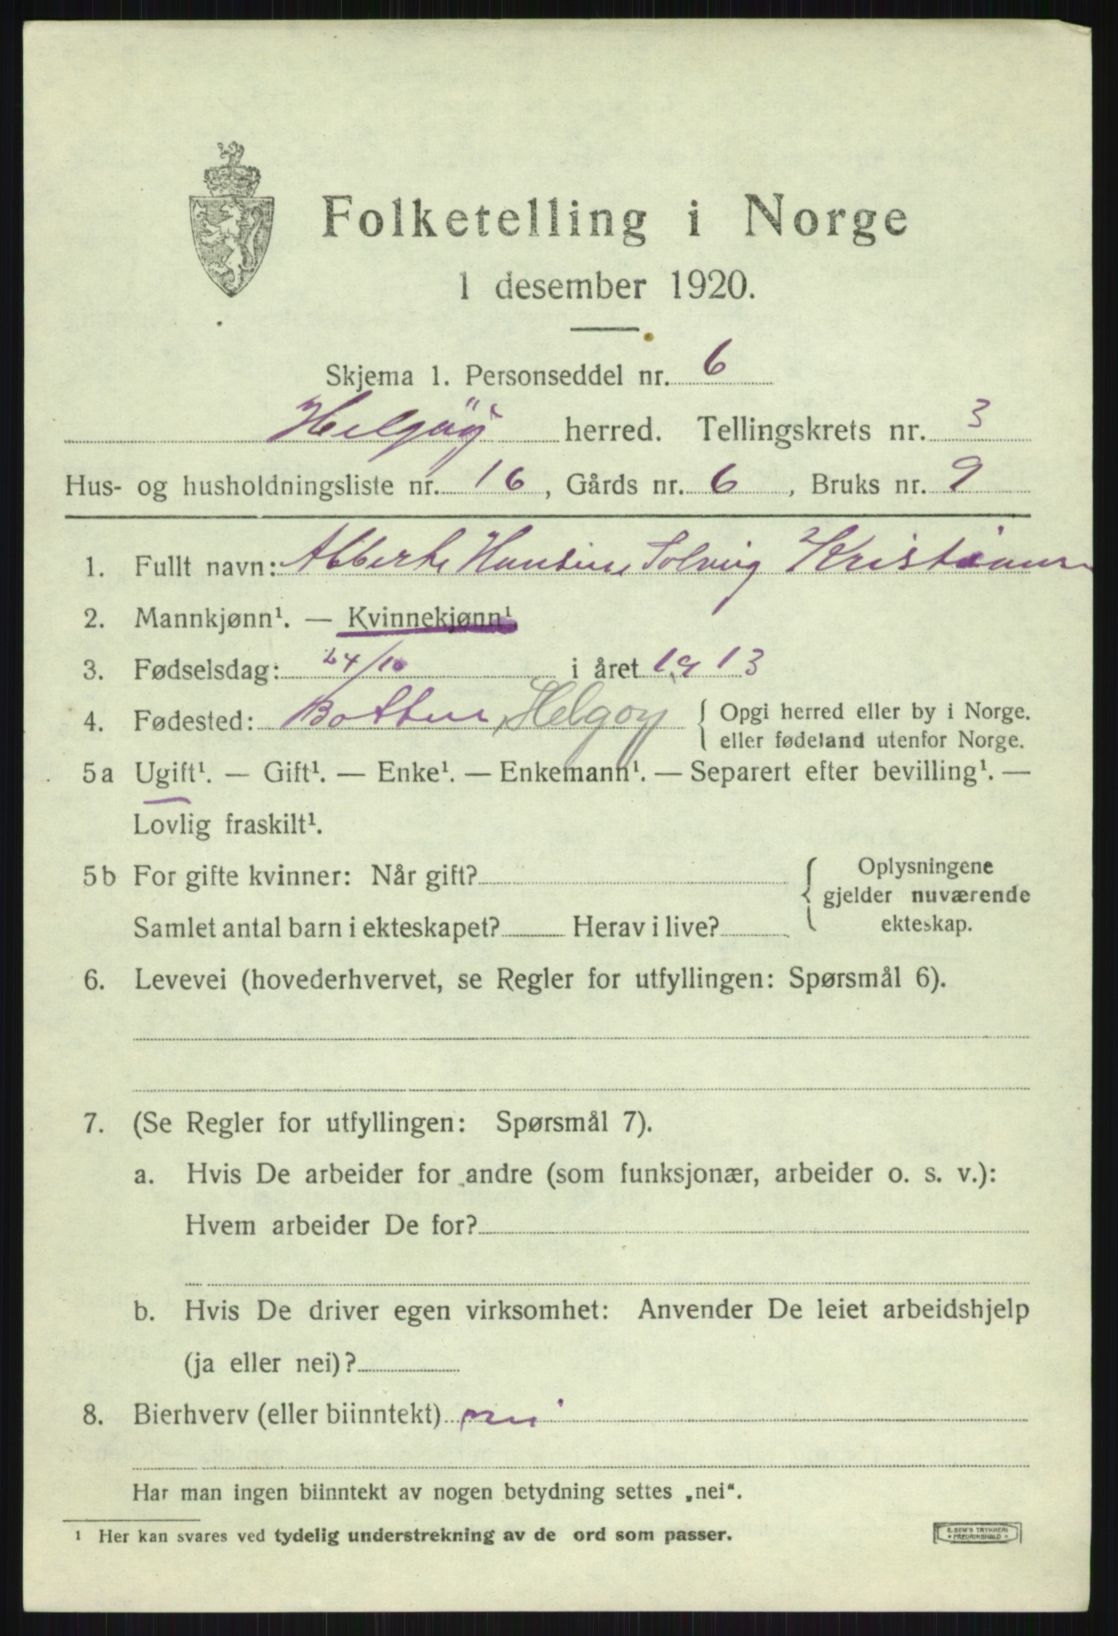 Folketelling i Norge
1 desember 1920.
Skjema 1. Personseddel nr. 6
Helgøy herred. Tellingskrets nr. 3
Hus- og husholdningsliste nr. 16, Gårds nr. 6, Bruks nr. 9
1. Fullt navn: Hansine Solveig
2. Mannkjønn¹. — Kvinnekjønn¹
3. Fødselsdag: 24/10 i året 1913
4. Fødested: Botten, Helgøy { Opgi herred eller by i Norge.
eller fødeland utenfor Norge.
5a Ugift¹. — Gift¹. — Enke¹. — Enkemann¹. — Separert efter bevilling¹. —
Lovlig fraskilt¹.
5b For gifte kvinner: Når gift? { Oplysningene
gjelder nuværende
Samlet antal barn i ekteskapet? Herav i live? ekteskap.
6. Levevei (hovederhvervet, se Regler for utfyllingen: Spørsmål 6).
7. (Se Regler for utfyllingen: Spørsmål 7).
a. Hvis De arbeider for andre (som funksjonær, arbeider o. s. v.):
Hvem arbeider De for?
b. Hvis De driver egen virksomhet: Anvender De leiet arbeidshjelp
(ja eller nei)?
8. Bierhverv (eller biinntekt) nei
Har man ingen biinntekt av nogen betydning settes „nei“.
¹ Her kan svares ved tydelig understrekning av de ord som passer.